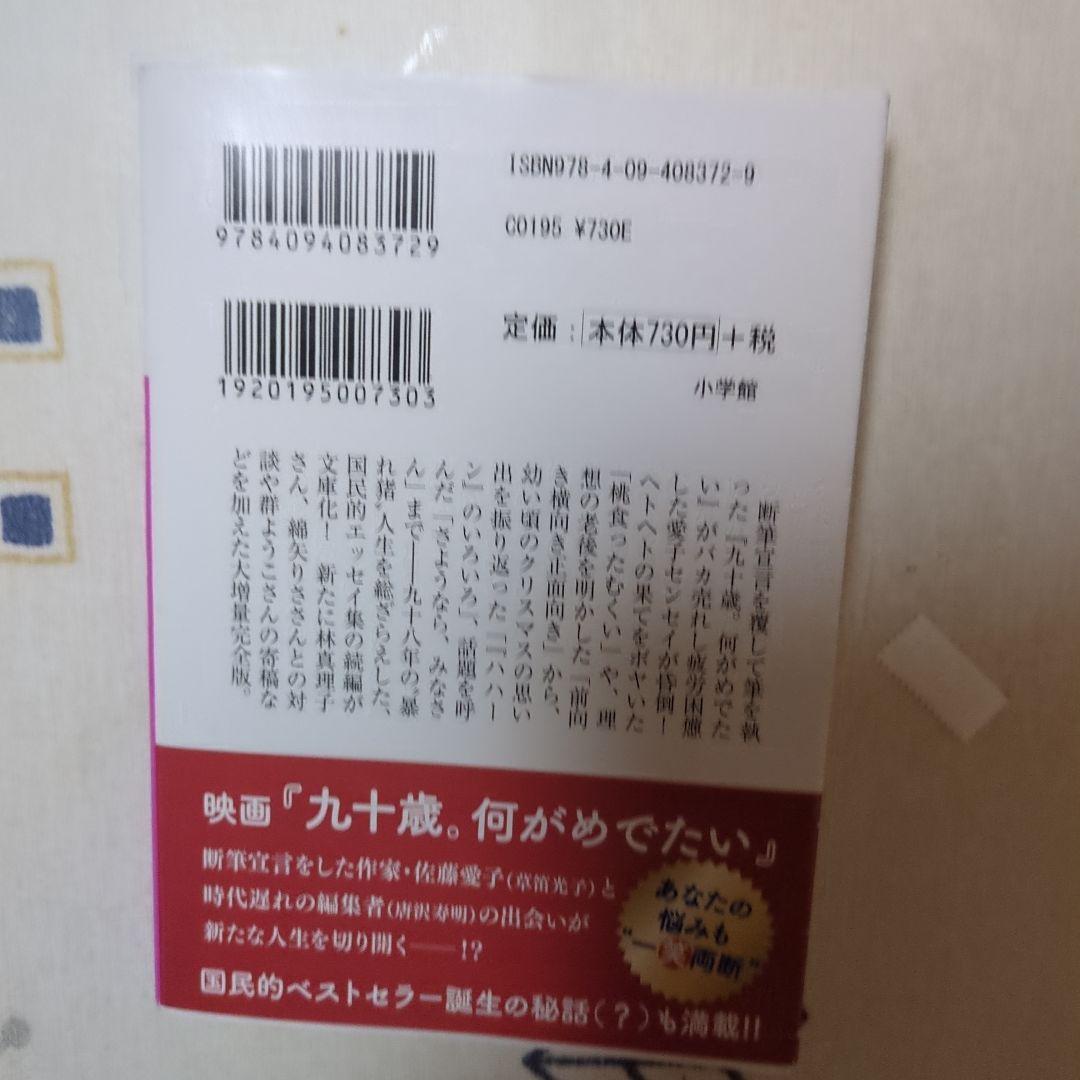 9784094083729
ISBN978-4-09-408372-9
C0195 ¥730E
1920195007303
定価：本体730円＋税
小学館
断筆宣言を覆して筆を執
った『九十歳。何がめでた
い』がバカ売れし疲労困憊
した愛子センセイが昏倒！
ヘトヘトの果てをボヤいた
「桃食ったむくい」や、理
想の老後を明かした「前向
き横向き正面向き」から、
幼い頃のクリスマスの思い
出を振り返った「『ハハー
ン』のいろいろ」、話題を呼
んだ「さようなら、みなさ
ん」まで――九十八年の〝暴
れ猪〟人生を総ざらえした、
国民的エッセイ集の続編が
文庫化！　新たに林真理子
さん、綿矢りささんとの対
談や群ようこさんの寄稿な
どを加えた大増量完全版。
映画『九十歳。何がめでたい』
断筆宣言をした作家・佐藤愛子（草笛光子）と
時代遅れの編集者（唐沢寿明）の出会いが
新たな人生を切り開く――!?
あなたの
悩みも
“一笑両断”
国民的ベストセラー誕生の秘話（？）も満載!!